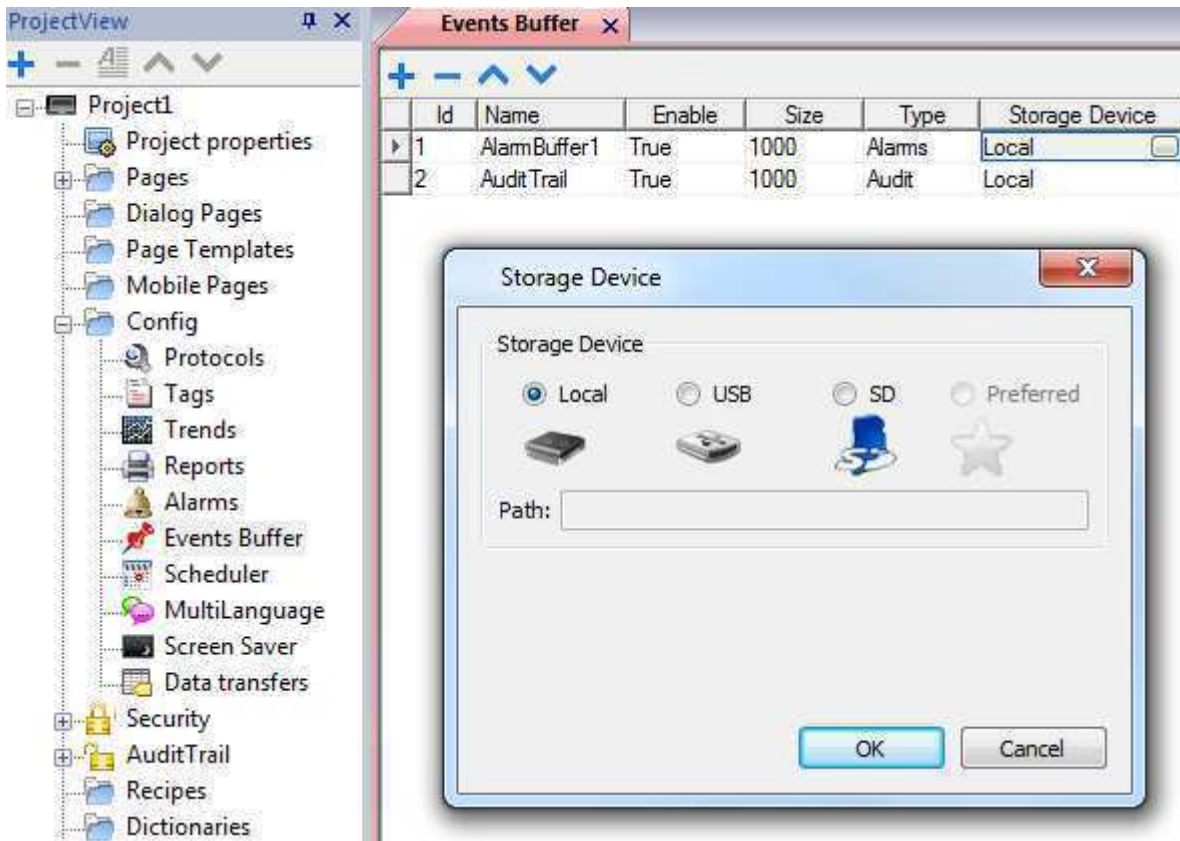 ProjectView
Project1
Project properties
Pages
Dialog Pages
Page Templates
Mobile Pages
Config
Protocols
Tags
Trends
Reports
Alarms
Events Buffer
Scheduler
MultiLanguage
Screen Saver
Data transfers
Security
AuditTrail
Recipes
Dictionaries
Events Buffer
Id Name Enable Size Type Storage Device
1 AlarmBuffer1 True 1000 Alarms Local
2 AuditTrail True 1000 Audit Local
Storage Device
Storage Device
Local USB SD Preferred
Path:
OK Cancel